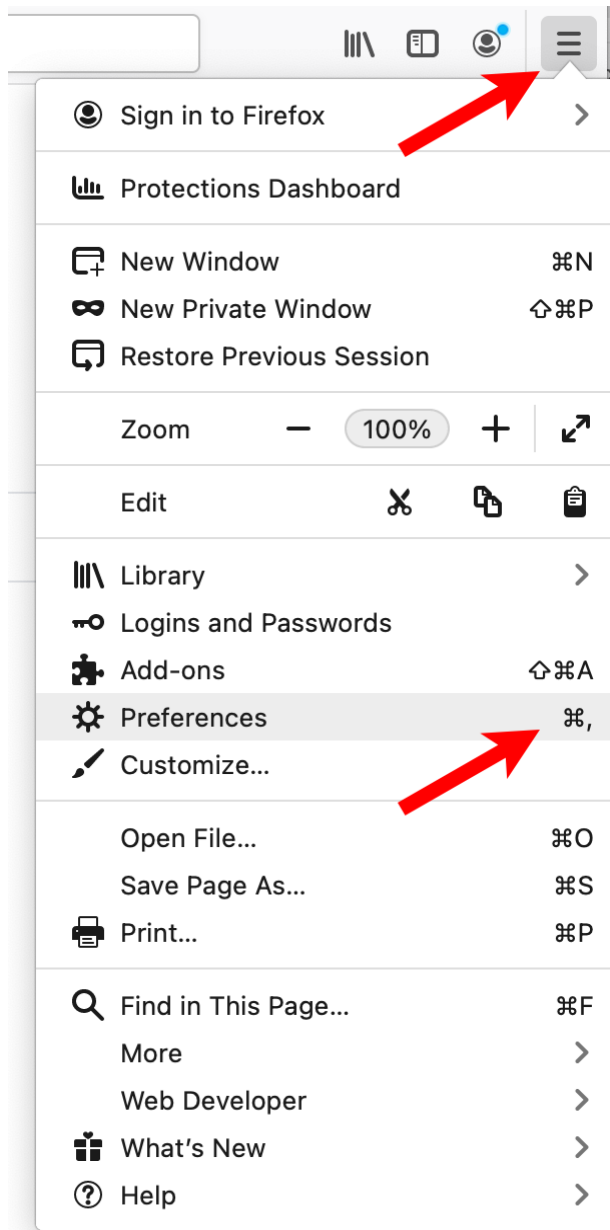 Sign in to Firefox
Protections Dashboard
New Window ⌘N
New Private Window ⇧⌘P
Restore Previous Session
Zoom − 100% +
Edit
Library
Logins and Passwords
Add-ons ⇧⌘A
Preferences ⌘,
Customize...
Open File... ⌘O
Save Page As... ⌘S
Print... ⌘P
Find in This Page... ⌘F
More
Web Developer
What’s New
Help